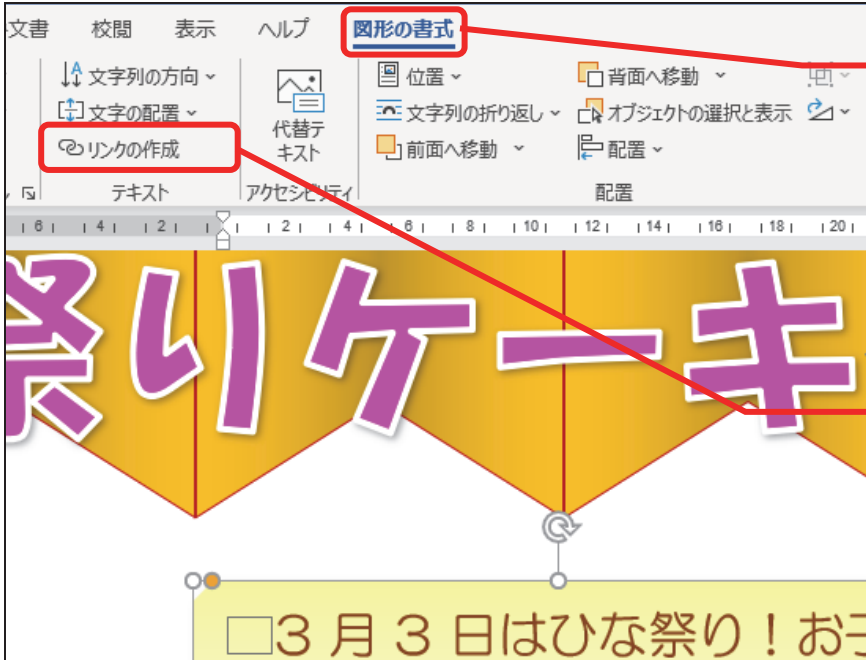 文書 校閲 表示 ヘルプ 図形の書式
文字列の方向 位置 背面へ移動
文字の配置 代替テキスト 文字列の折り返し オブジェクトの選択と表示
リンクの作成 前面へ移動 配置
テキスト アクセシビリティ 配置
6 4 2 2 4 6 8 10 12 14 16 18 20
祭りケーキ
□3月3日はひな祭り！お子